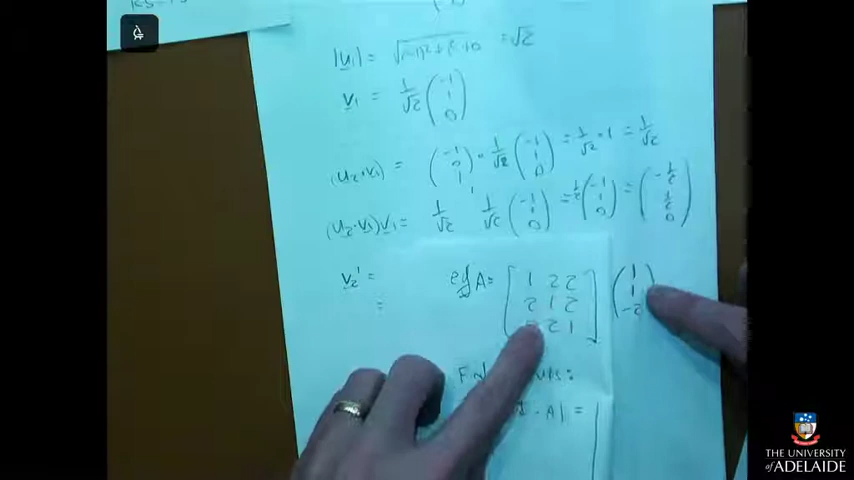 |u₁| = √((-1)²+1²+0) = √2
v₁ = 1/√2 (-1 1 0)
(u₂·v₁) = (-1 0 1) · 1/√2 (-1 1 0) = 1/√2 · 1 = 1/√2
(u₂·v₁)v₁ = 1/√2 1/√2 (-1 1 0) = 1/2 (-1 1 0) = (-1/2 1/2 0)
v₂' =
eg A = [1 2 2
2 1 2
2 1] (1 1 -2)
=
- A| = |
THE UNIVERSITY
of ADELAIDE